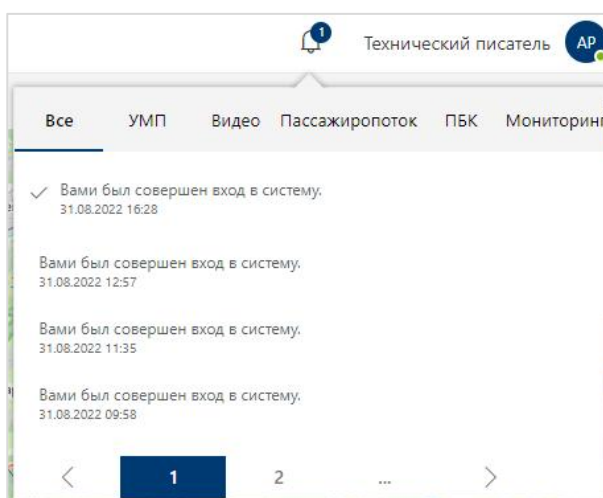 1
Технический писатель AP
Все УМП Видео Пассажиропоток ПБК Мониторинг
Вами был совершен вход в систему.
31.08.2022 16:28
Вами был совершен вход в систему.
31.08.2022 12:57
Вами был совершен вход в систему.
31.08.2022 11:35
Вами был совершен вход в систему.
31.08.2022 09:58
1 2 ...